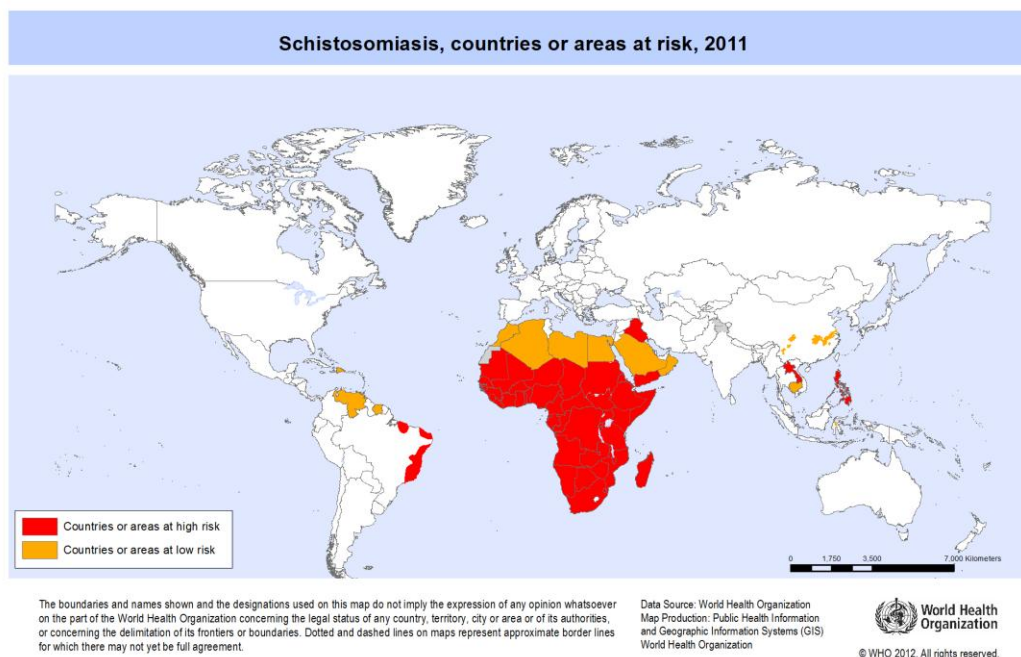 Schistosomiasis, countries or areas at risk, 2011
Countries or areas at high risk
Countries or areas at low risk
0 1,750 3,500 7,000 Kilometers
The boundaries and names shown and the designations used on this map do not imply the expression of any opinion whatsoever
on the part of the World Health Organization concerning the legal status of any country, territory, city or area or of its authorities,
or concerning the delimitation of its frontiers or boundaries. Dotted and dashed lines on maps represent approximate border lines
for which there may not yet be full agreement.
Data Source: World Health Organization
Map Production: Public Health Information
and Geographic Information Systems (GIS)
World Health Organization
World Health
Organization
© WHO 2012. All rights reserved.